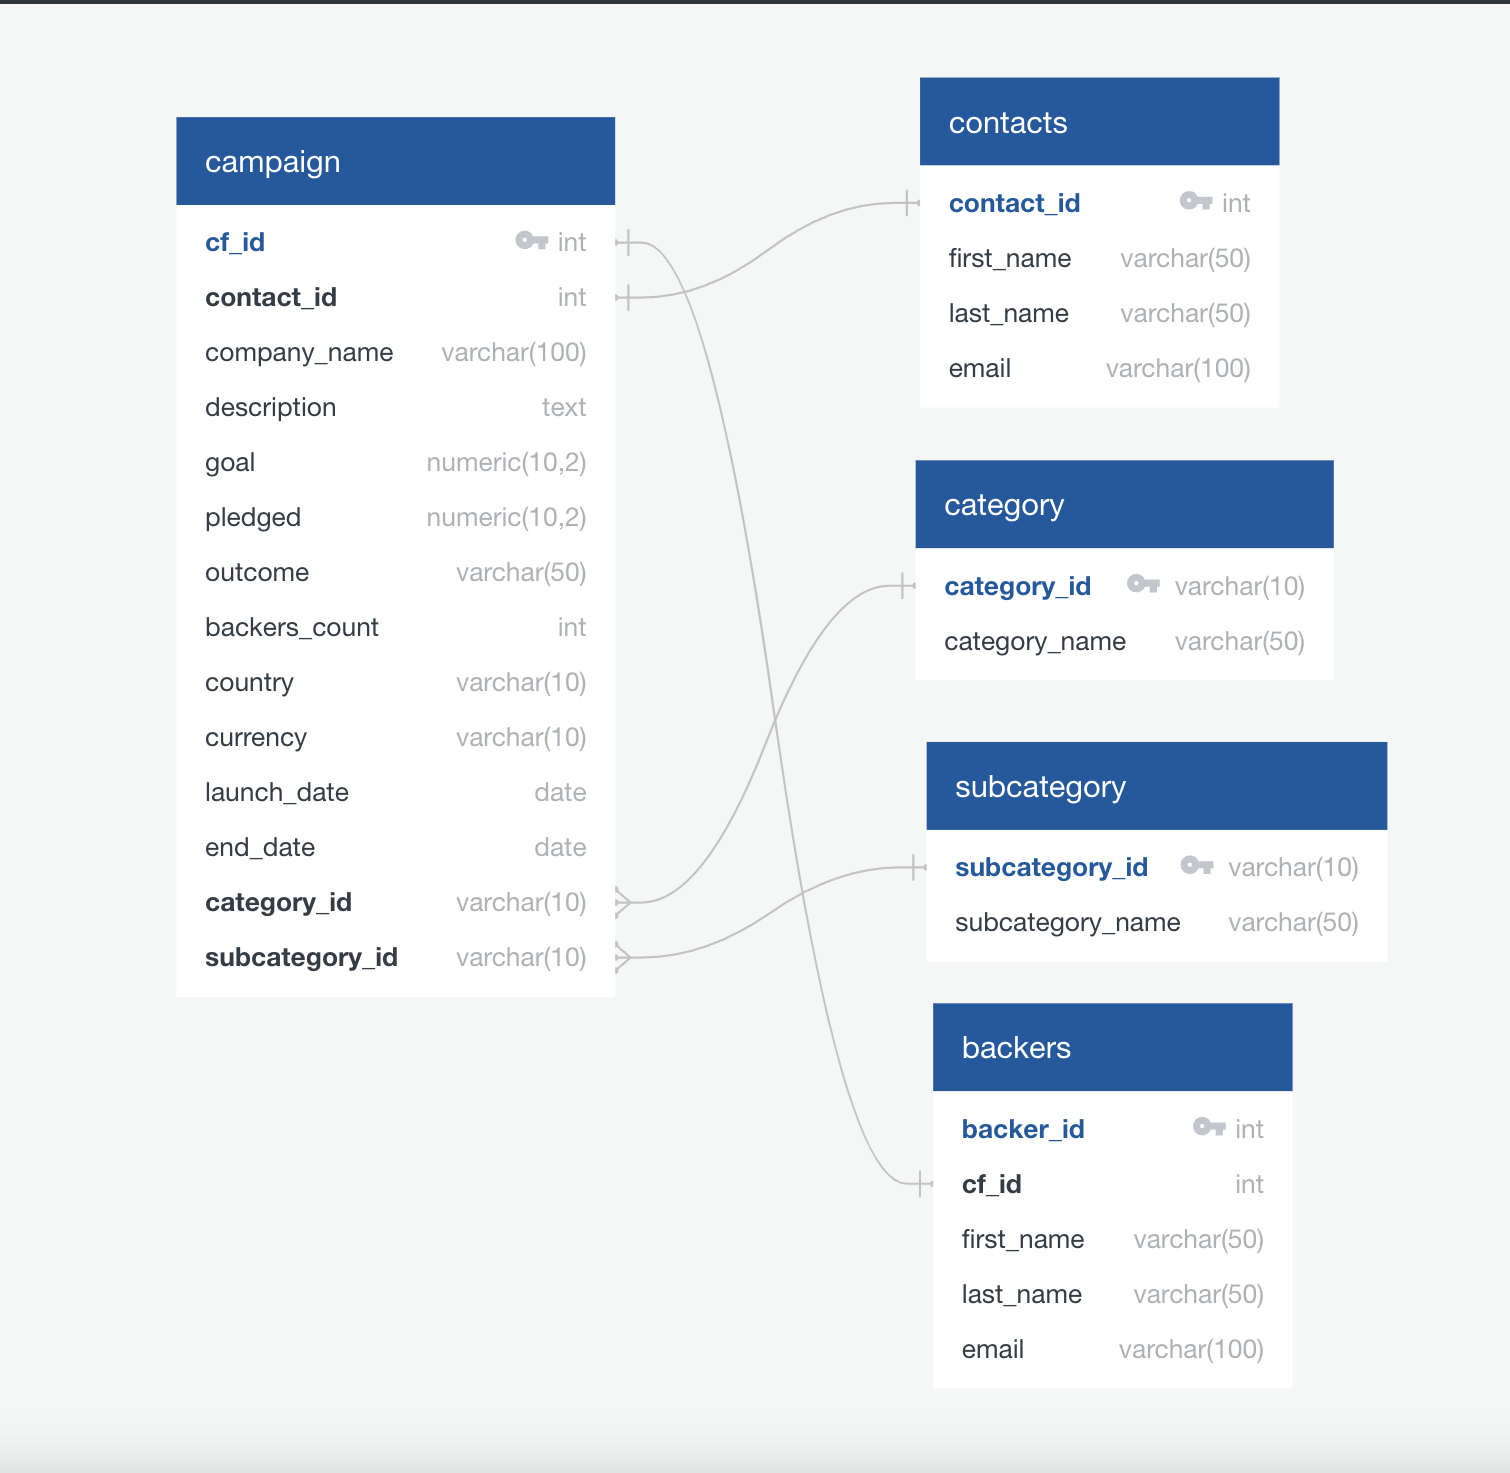 campaign
cf_id int
contact_id int
company_name varchar(100)
description text
goal numeric(10,2)
pledged numeric(10,2)
outcome varchar(50)
backers_count int
country varchar(10)
currency varchar(10)
launch_date date
end_date date
category_id varchar(10)
subcategory_id varchar(10)
contacts
contact_id int
first_name varchar(50)
last_name varchar(50)
email varchar(100)
category
category_id varchar(10)
category_name varchar(50)
subcategory
subcategory_id varchar(10)
subcategory_name varchar(50)
backers
backer_id int
cf_id int
first_name varchar(50)
last_name varchar(50)
email varchar(100)